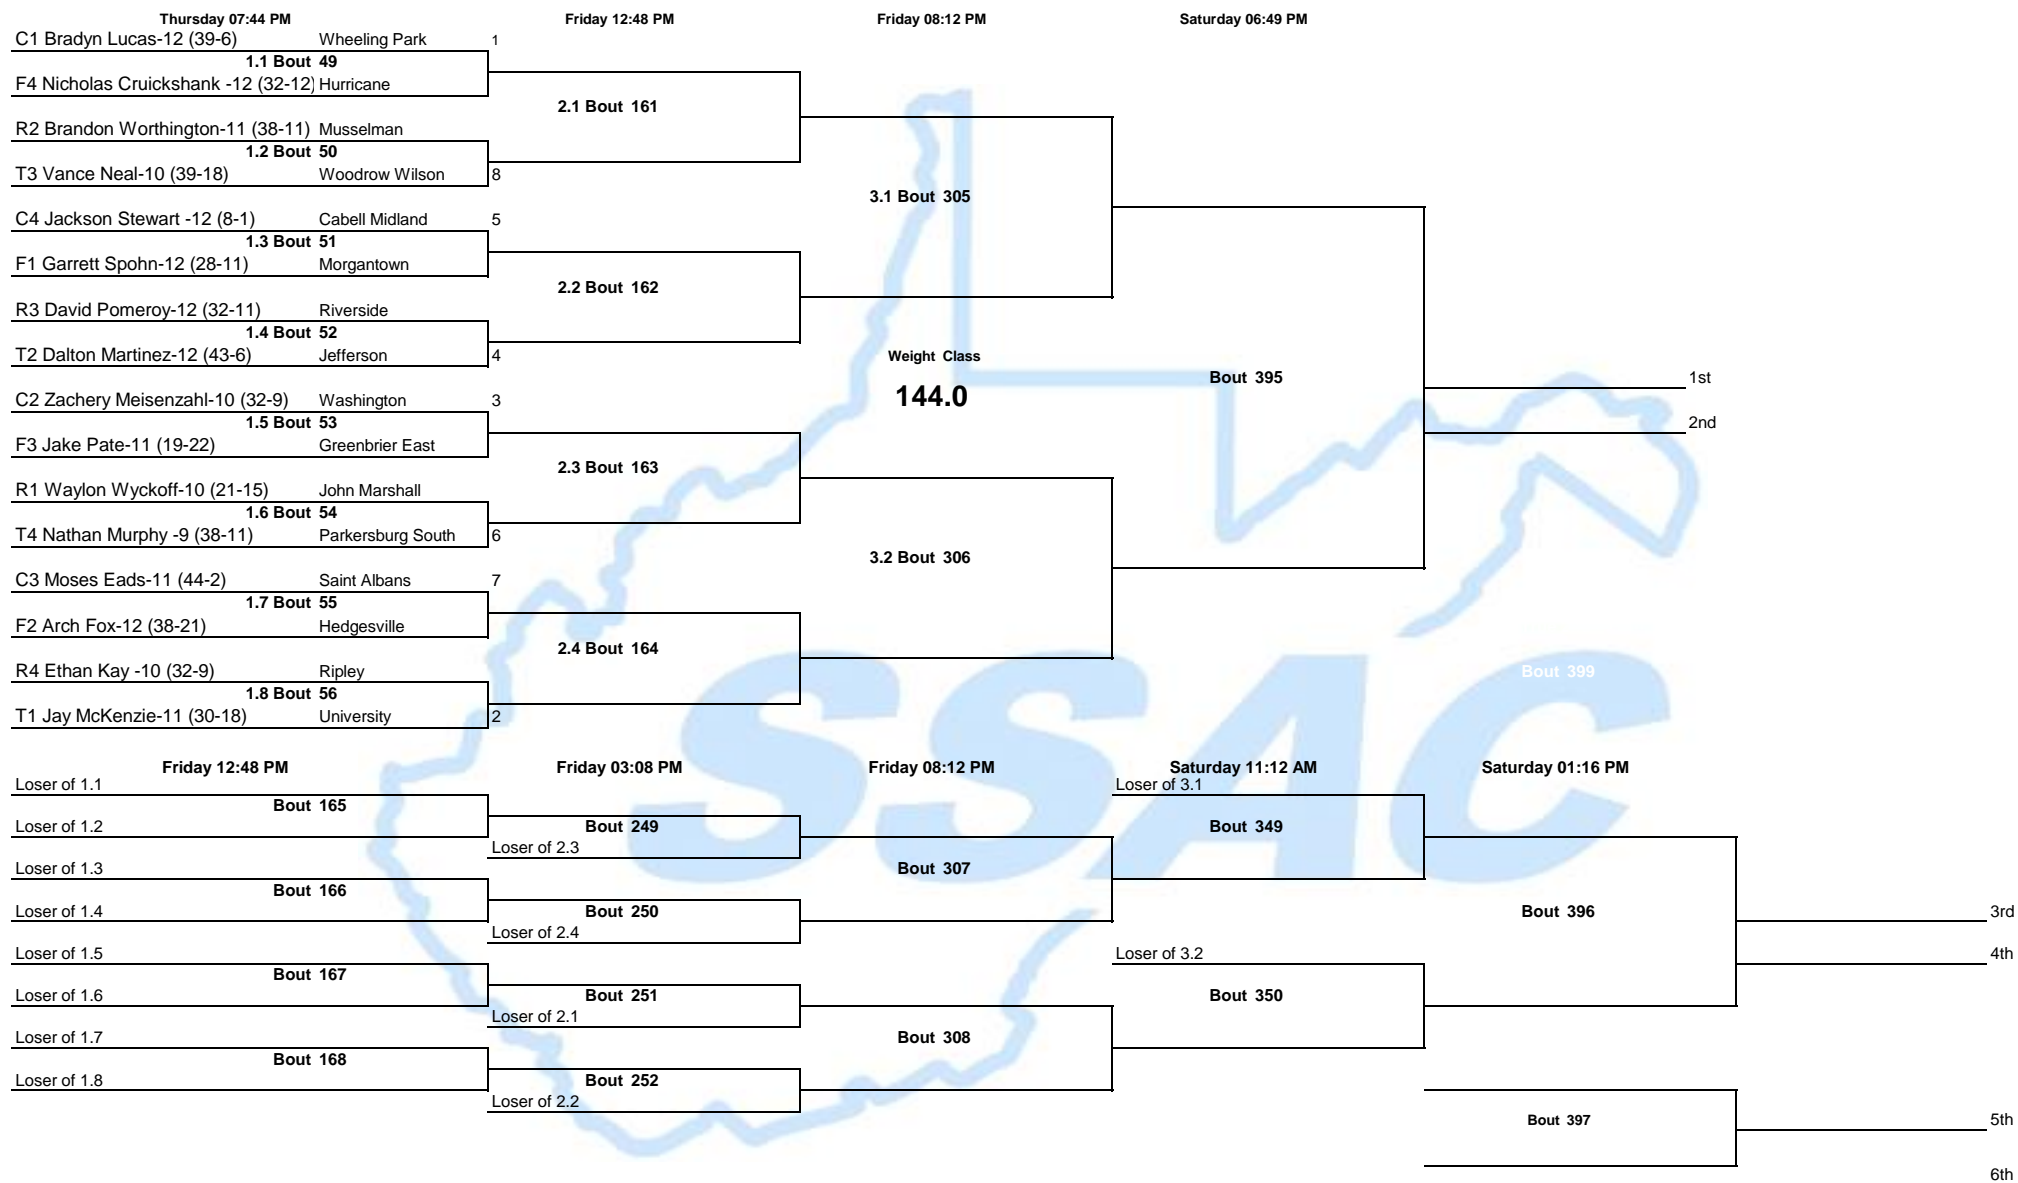 Thursday 07:44 PM Friday 12:48 PM Friday 08:12 PM Saturday 06:49 PM
C1 Bradyn Lucas-12 (39-6) Wheeling Park 1
1.1 Bout 49
F4 Nicholas Cruickshank -12 (32-12) Hurricane
2.1 Bout 161
R2 Brandon Worthington-11 (38-11) Musselman
1.2 Bout 50
T3 Vance Neal-10 (39-18) Woodrow Wilson 8
3.1 Bout 305
C4 Jackson Stewart -12 (8-1) Cabell Midland 5
1.3 Bout 51
F1 Garrett Spohn-12 (28-11) Morgantown
2.2 Bout 162
R3 David Pomeroy-12 (32-11) Riverside
1.4 Bout 52
T2 Dalton Martinez-12 (43-6) Jefferson 4
Weight Class
Bout 395 1st
144.0
C2 Zachery Meisenzahl-10 (32-9) Washington 3
1.5 Bout 53 2nd
F3 Jake Pate-11 (19-22) Greenbrier East
2.3 Bout 163
R1 Waylon Wyckoff-10 (21-15) John Marshall
1.6 Bout 54
T4 Nathan Murphy -9 (38-11) Parkersburg South 6
3.2 Bout 306
C3 Moses Eads-11 (44-2) Saint Albans 7
1.7 Bout 55
F2 Arch Fox-12 (38-21) Hedgesville
2.4 Bout 164
R4 Ethan Kay -10 (32-9) Ripley
Bout 399
1.8 Bout 56
T1 Jay McKenzie-11 (30-18) University 2
SSAC
Friday 12:48 PM Friday 03:08 PM Friday 08:12 PM Saturday 11:12 AM Saturday 01:16 PM
Loser of 1.1 Loser of 3.1
Bout 165
Loser of 1.2 Bout 249 Bout 349
Loser of 2.3
Loser of 1.3 Bout 307
Bout 166
Loser of 1.4 Bout 250 Bout 396 3rd
Loser of 2.4
Loser of 1.5 Loser of 3.2 4th
Bout 167
Loser of 1.6 Bout 251 Bout 350
Loser of 2.1
Loser of 1.7 Bout 308
Bout 168
Loser of 1.8 Bout 252
Loser of 2.2
Bout 397 5th
6th